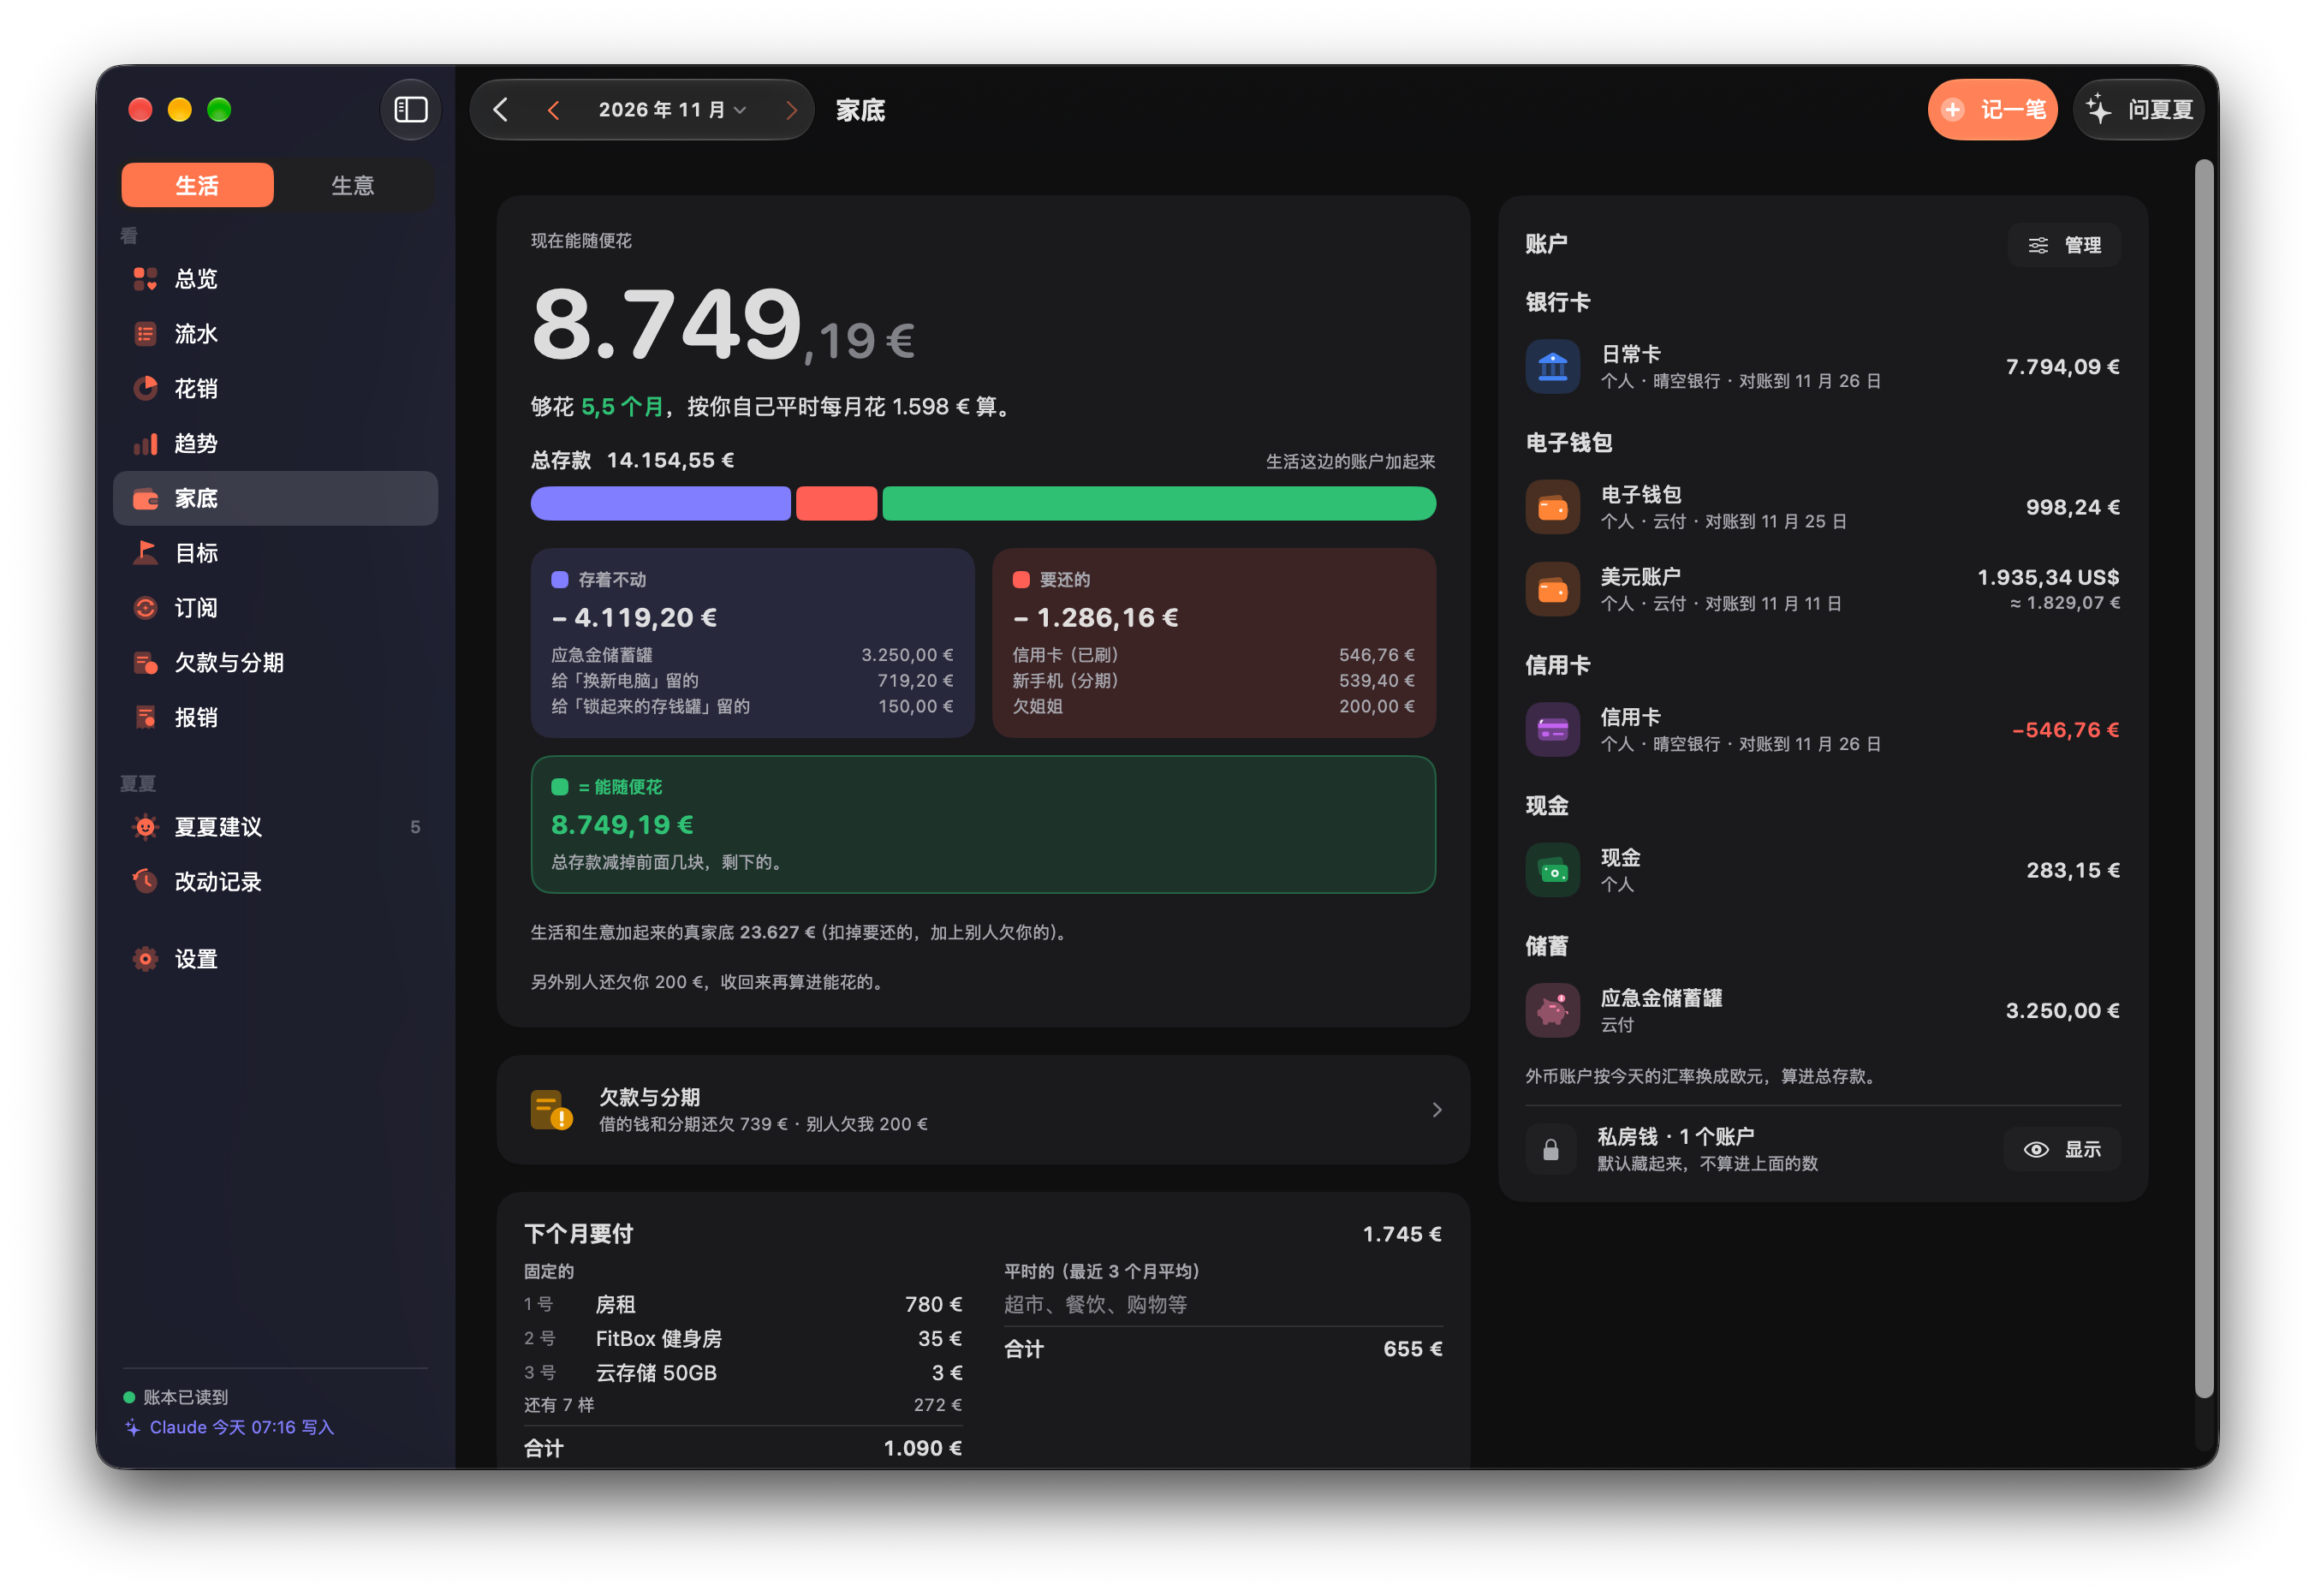 2026 年 11 月
家底
记一笔
问夏夏
生活
生意
看
总览
流水
花销
趋势
家底
目标
订阅
欠款与分期
报销
夏夏
夏夏建议 5
改动记录
设置
账本已读到
Claude 今天 07:16 写入
现在能随便花
8.749,19 €
够花 5,5 个月，按你自己平时每月花 1.598 € 算。
总存款 14.154,55 €
生活这边的账户加起来
存着不动
– 4.119,20 €
应急金储蓄罐 3.250,00 €
给「换新电脑」留的 719,20 €
给「锁起来的存钱罐」留的 150,00 €
要还的
– 1.286,16 €
信用卡（已刷） 546,76 €
新手机（分期） 539,40 €
欠姐姐 200,00 €
= 能随便花
8.749,19 €
总存款减掉前面几块，剩下的。
生活和生意加起来的真家底 23.627 €（扣掉要还的，加上别人欠你的）。
另外别人还欠你 200 €，收回来再算进能花的。
欠款与分期
借的钱和分期还欠 739 € · 别人欠我 200 €
下个月要付 1.745 €
固定的
1 号 房租 780 €
2 号 FitBox 健身房 35 €
3 号 云存储 50GB 3 €
还有 7 样 272 €
合计 1.090 €
平时的（最近 3 个月平均）
超市、餐饮、购物等
合计 655 €
账户
管理
银行卡
日常卡
个人 · 晴空银行 · 对账到 11 月 26 日
7.794,09 €
电子钱包
电子钱包
个人 · 云付 · 对账到 11 月 25 日
998,24 €
美元账户
个人 · 云付 · 对账到 11 月 11 日
1.935,34 US$
≈ 1.829,07 €
信用卡
信用卡
个人 · 晴空银行 · 对账到 11 月 26 日
–546,76 €
现金
现金
个人
283,15 €
储蓄
应急金储蓄罐
云付
3.250,00 €
外币账户按今天的汇率换成欧元，算进总存款。
私房钱 · 1 个账户
默认藏起来，不算进上面的数
显示